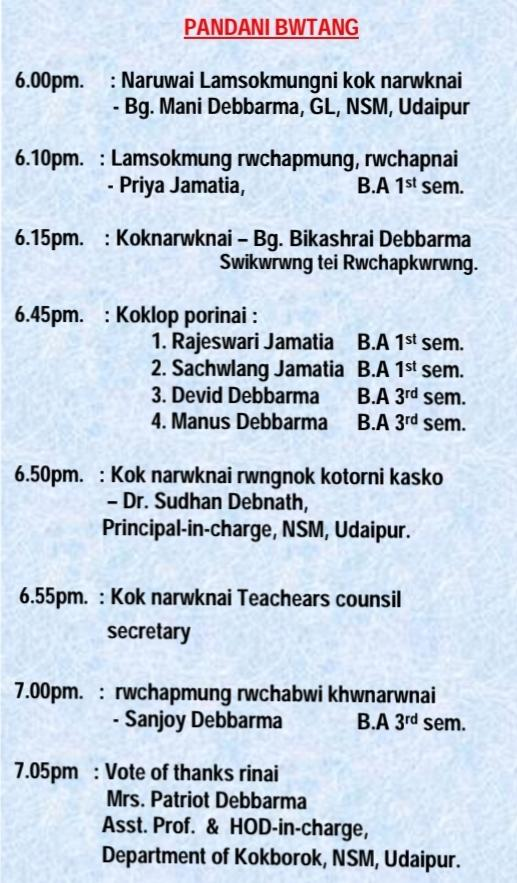 PANDANI BWTANG
6.00pm. : Naruwai Lamsokmungni kok narwknai
- Bg. Mani Debbarma, GL, NSM, Udaipur
6.10pm. : Lamsokmung rwchapmung, rwchapnai
- Priya Jamatia, B.A 1st sem.
6.15pm. : Koknarwknai – Bg. Bikashrai Debbarma
Swikwrwng tei Rwchapkwrwng.
6.45pm. : Koklop porinai :
1. Rajeswari Jamatia B.A 1st sem.
2. Sachwlang Jamatia B.A 1st sem.
3. Devid Debbarma B.A 3rd sem.
4. Manus Debbarma B.A 3rd sem.
6.50pm. : Kok narwknai rwngnok kotorni kasko
– Dr. Sudhan Debnath,
Principal-in-charge, NSM, Udaipur.
6.55pm. : Kok narwknai Teachears counsil
secretary
7.00pm. : rwchapmung rwchabwi khwnarwnai
- Sanjoy Debbarma B.A 3rd sem.
7.05pm : Vote of thanks rinai
Mrs. Patriot Debbarma
Asst. Prof. & HOD-in-charge,
Department of Kokborok, NSM, Udaipur.